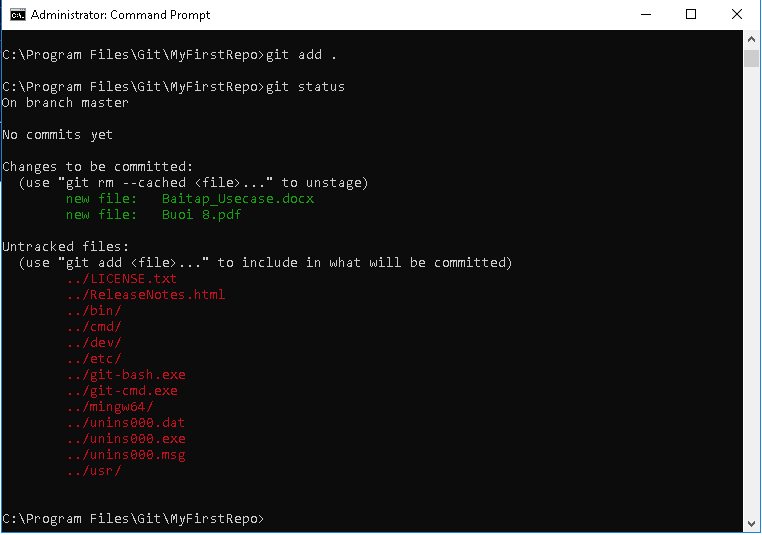 Administrator: Command Prompt
C:\Program Files\Git\MyFirstRepo>git add .
C:\Program Files\Git\MyFirstRepo>git status
On branch master
No commits yet
Changes to be committed:
  (use "git rm --cached <file>..." to unstage)
        new file:   Baitap_Usecase.docx
        new file:   Buoi 8.pdf
Untracked files:
  (use "git add <file>..." to include in what will be committed)
        ../LICENSE.txt
        ../ReleaseNotes.html
        ../bin/
        ../cmd/
        ../dev/
        ../etc/
        ../git-bash.exe
        ../git-cmd.exe
        ../mingw64/
        ../unins000.dat
        ../unins000.exe
        ../unins000.msg
        ../usr/
C:\Program Files\Git\MyFirstRepo>